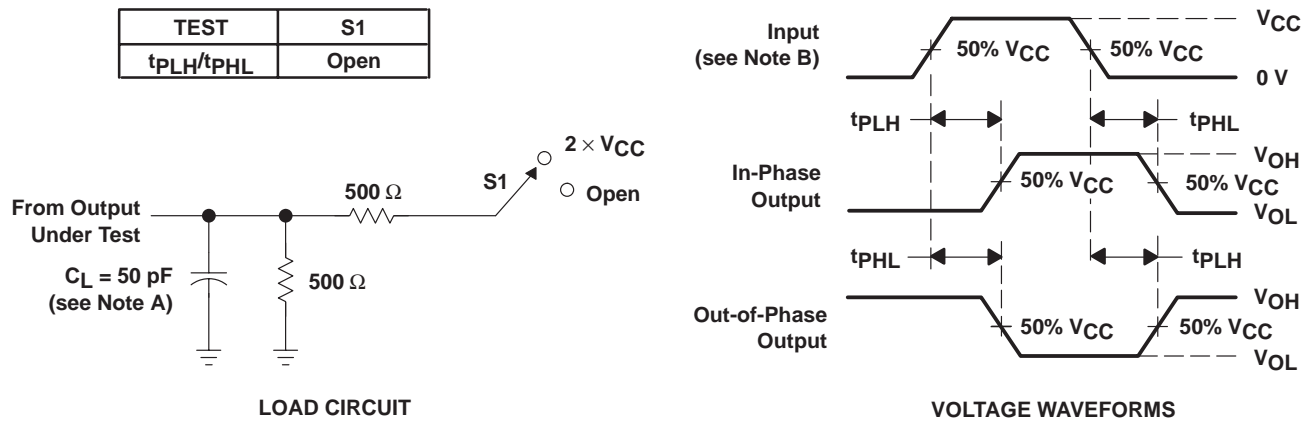 TEST S1
tPLH/tPHL Open
From Output
Under Test
CL = 50 pF
(see Note A)
500 Ω
500 Ω
S1
2 × VCC
Open
LOAD CIRCUIT
Input
(see Note B)
50% VCC
50% VCC
VCC
0 V
tPLH
tPHL
In-Phase
Output
50% VCC
50% VCC
VOH
VOL
tPHL
tPLH
Out-of-Phase
Output
50% VCC
50% VCC
VOH
VOL
VOLTAGE WAVEFORMS